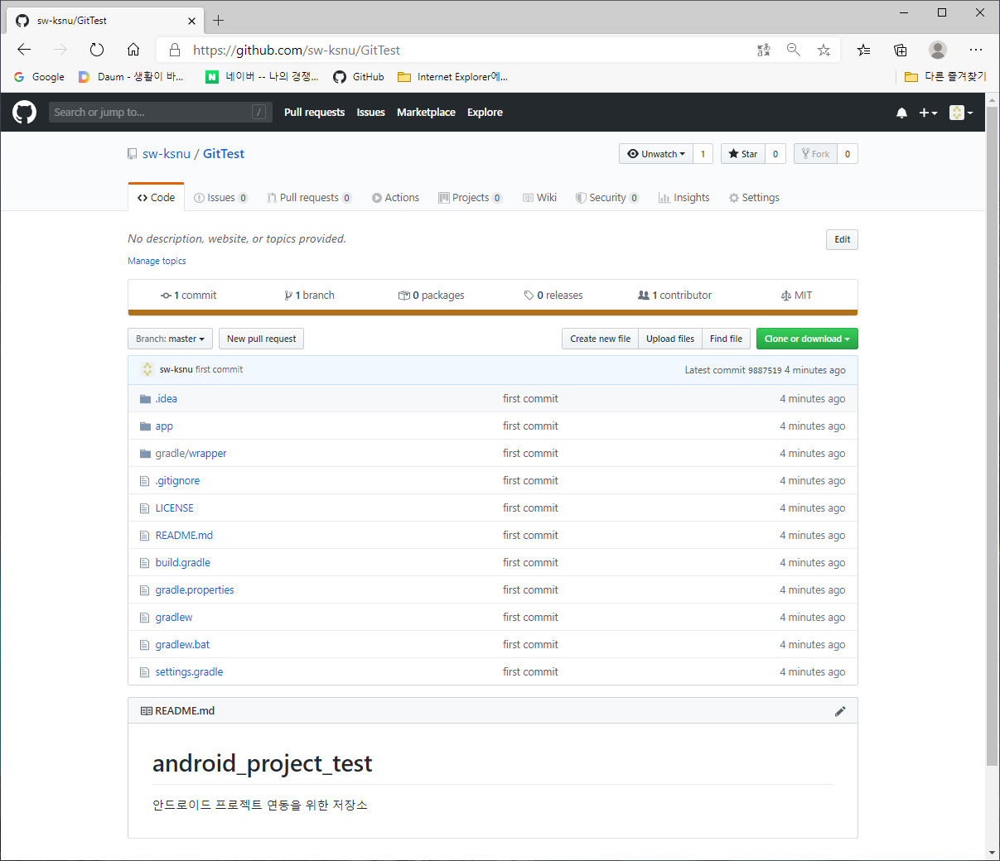 sw-ksnu/GitTest
https://github.com/sw-ksnu/GitTest
Google Daum - 생활이 바... 네이버 -- 나의 경쟁... GitHub Internet Explorer에... 다른 즐겨찾기
Search or jump to... / Pull requests Issues Marketplace Explore
sw-ksnu / GitTest Unwatch 1 Star 0 Fork 0
Code Issues 0 Pull requests 0 Actions Projects 0 Wiki Security 0 Insights Settings
No description, website, or topics provided. Edit
Manage topics
1 commit 1 branch 0 packages 0 releases 1 contributor MIT
Branch: master New pull request Create new file Upload files Find file Clone or download
sw-ksnu first commit Latest commit 9887519 4 minutes ago
.idea first commit 4 minutes ago
app first commit 4 minutes ago
gradle/wrapper first commit 4 minutes ago
.gitignore first commit 4 minutes ago
LICENSE first commit 4 minutes ago
README.md first commit 4 minutes ago
build.gradle first commit 4 minutes ago
gradle.properties first commit 4 minutes ago
gradlew first commit 4 minutes ago
gradlew.bat first commit 4 minutes ago
settings.gradle first commit 4 minutes ago
README.md
android_project_test
안드로이드 프로젝트 연동을 위한 저장소